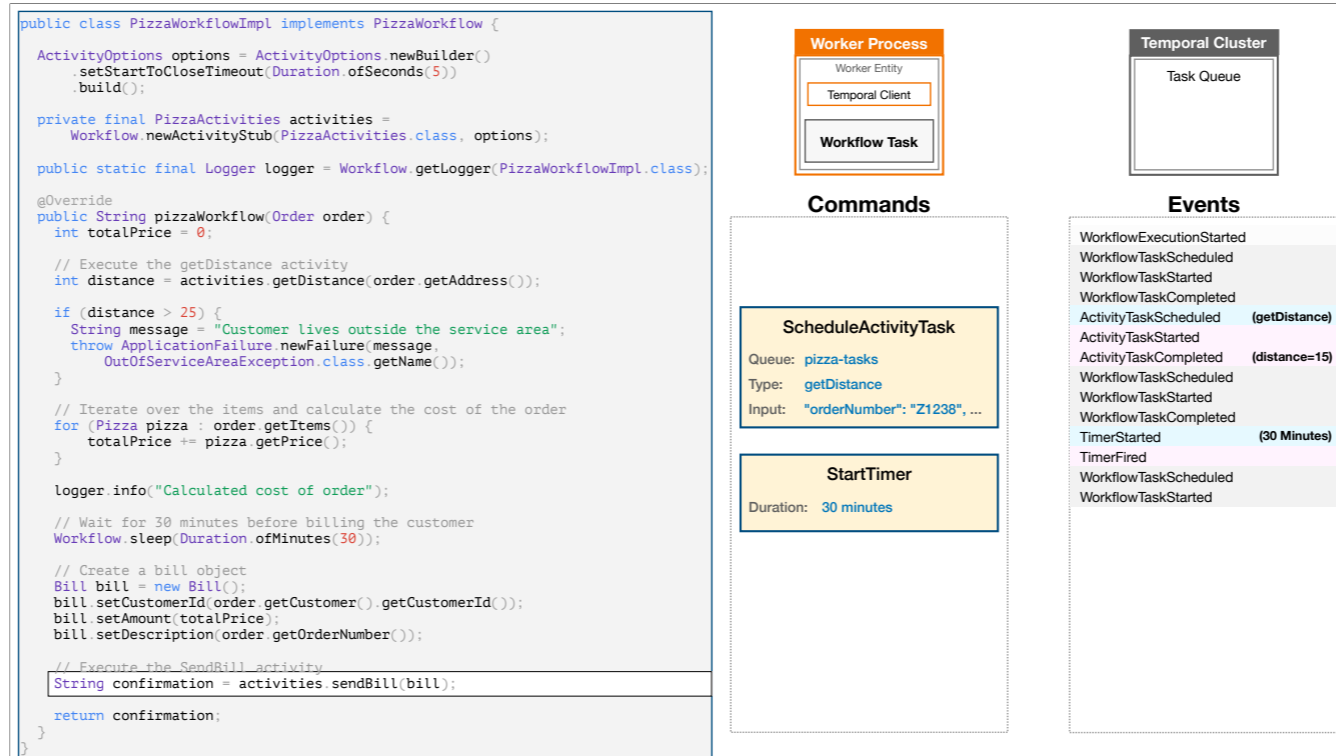 public class PizzaWorkflowImpl implements PizzaWorkflow {
ActivityOptions options = ActivityOptions.newBuilder()
.setStartToCloseTimeout(Duration.ofSeconds(5))
.build();
private final PizzaActivities activities =
Workflow.newActivityStub(PizzaActivities.class, options);
public static final Logger logger = Workflow.getLogger(PizzaWorkflowImpl.class);
@Override
public String pizzaWorkflow(Order order) {
int totalPrice = 0;
// Execute the getDistance activity
int distance = activities.getDistance(order.getAddress());
if (distance > 25) {
String message = "Customer lives outside the service area";
throw ApplicationFailure.newFailure(message,
OutOfServiceAreaException.class.getName());
}
// Iterate over the items and calculate the cost of the order
for (Pizza pizza : order.getItems()) {
totalPrice += pizza.getPrice();
}
logger.info("Calculated cost of order");
// Wait for 30 minutes before billing the customer
Workflow.sleep(Duration.ofMinutes(30));
// Create a bill object
Bill bill = new Bill();
bill.setCustomerId(order.getCustomer().getCustomerId());
bill.setAmount(totalPrice);
bill.setDescription(order.getOrderNumber());
// Execute the SendBill activity
String confirmation = activities.sendBill(bill);
return confirmation;
}
}
Worker Process
Worker Entity
Temporal Client
Workflow Task
Commands
ScheduleActivityTask
Queue: pizza-tasks
Type: getDistance
Input: "orderNumber": "Z1238", ...
StartTimer
Duration: 30 minutes
Temporal Cluster
Task Queue
Events
WorkflowExecutionStarted
WorkflowTaskScheduled
WorkflowTaskStarted
WorkflowTaskCompleted
ActivityTaskScheduled (getDistance)
ActivityTaskStarted
ActivityTaskCompleted (distance=15)
WorkflowTaskScheduled
WorkflowTaskStarted
WorkflowTaskCompleted
TimerStarted (30 Minutes)
TimerFired
WorkflowTaskScheduled
WorkflowTaskStarted